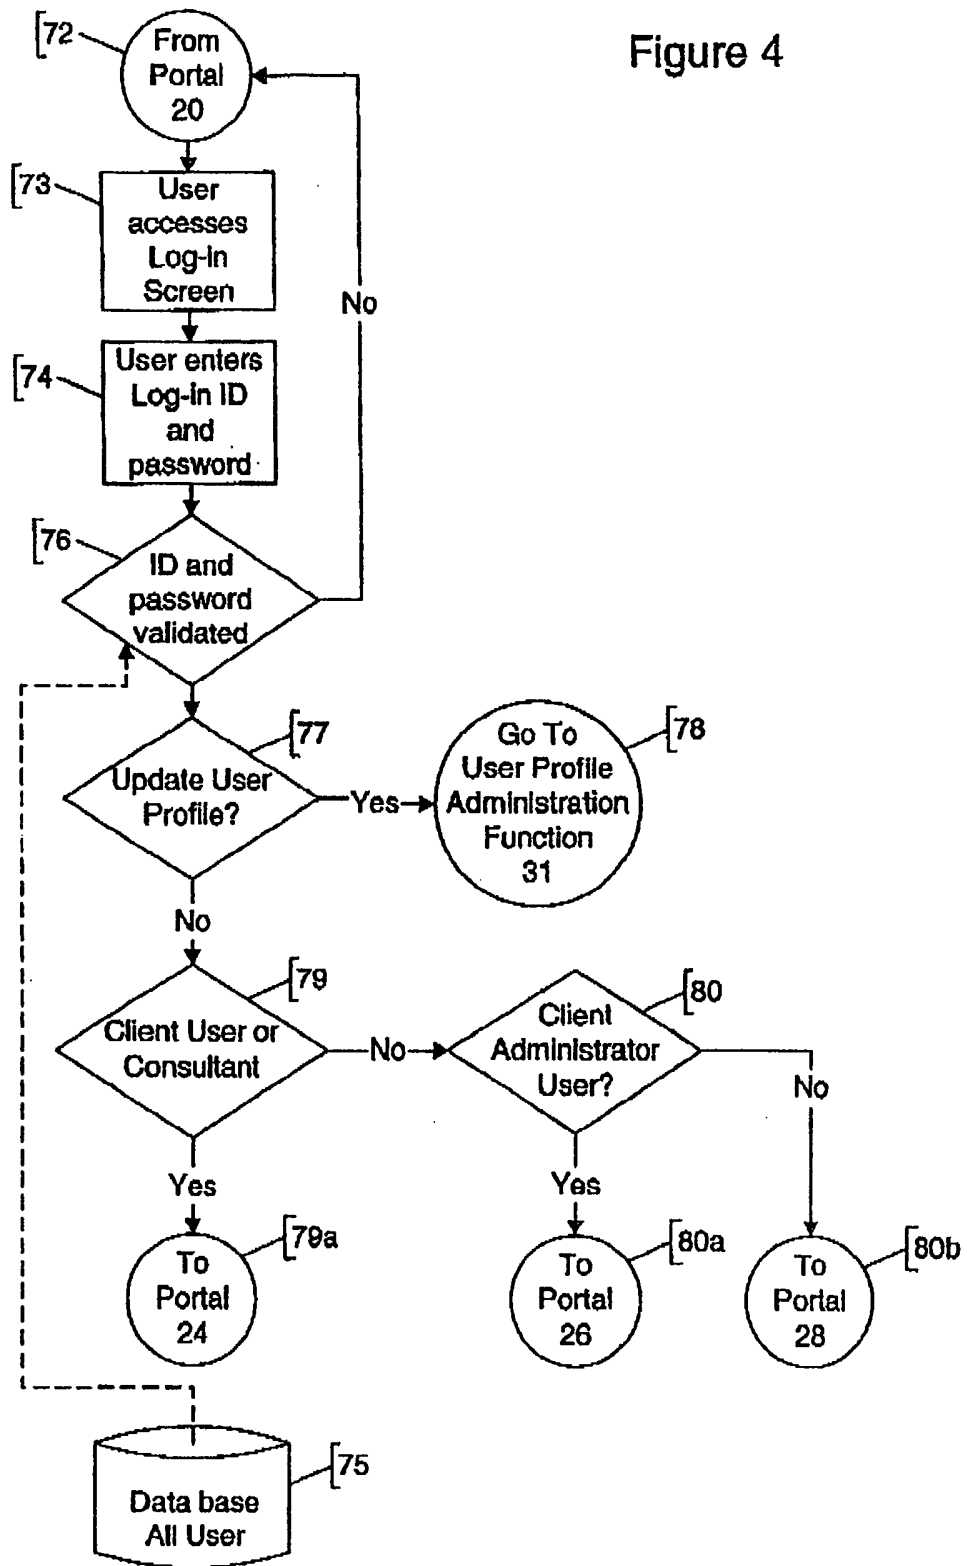 Figure 4
[72
From
Portal
20
[73
User
accesses
Log-in
Screen
No
[74
User enters
Log-in ID
and
password
[76
ID and
password
validated
[77
Update User
Profile?
Yes
[78
Go To
User Profile
Administration
Function
31
No
[79
Client User or
Consultant
No
[80
Client
Administrator
User?
No
Yes
Yes
[79a
To
Portal
24
[80a
To
Portal
26
[80b
To
Portal
28
[75
Data base
All User